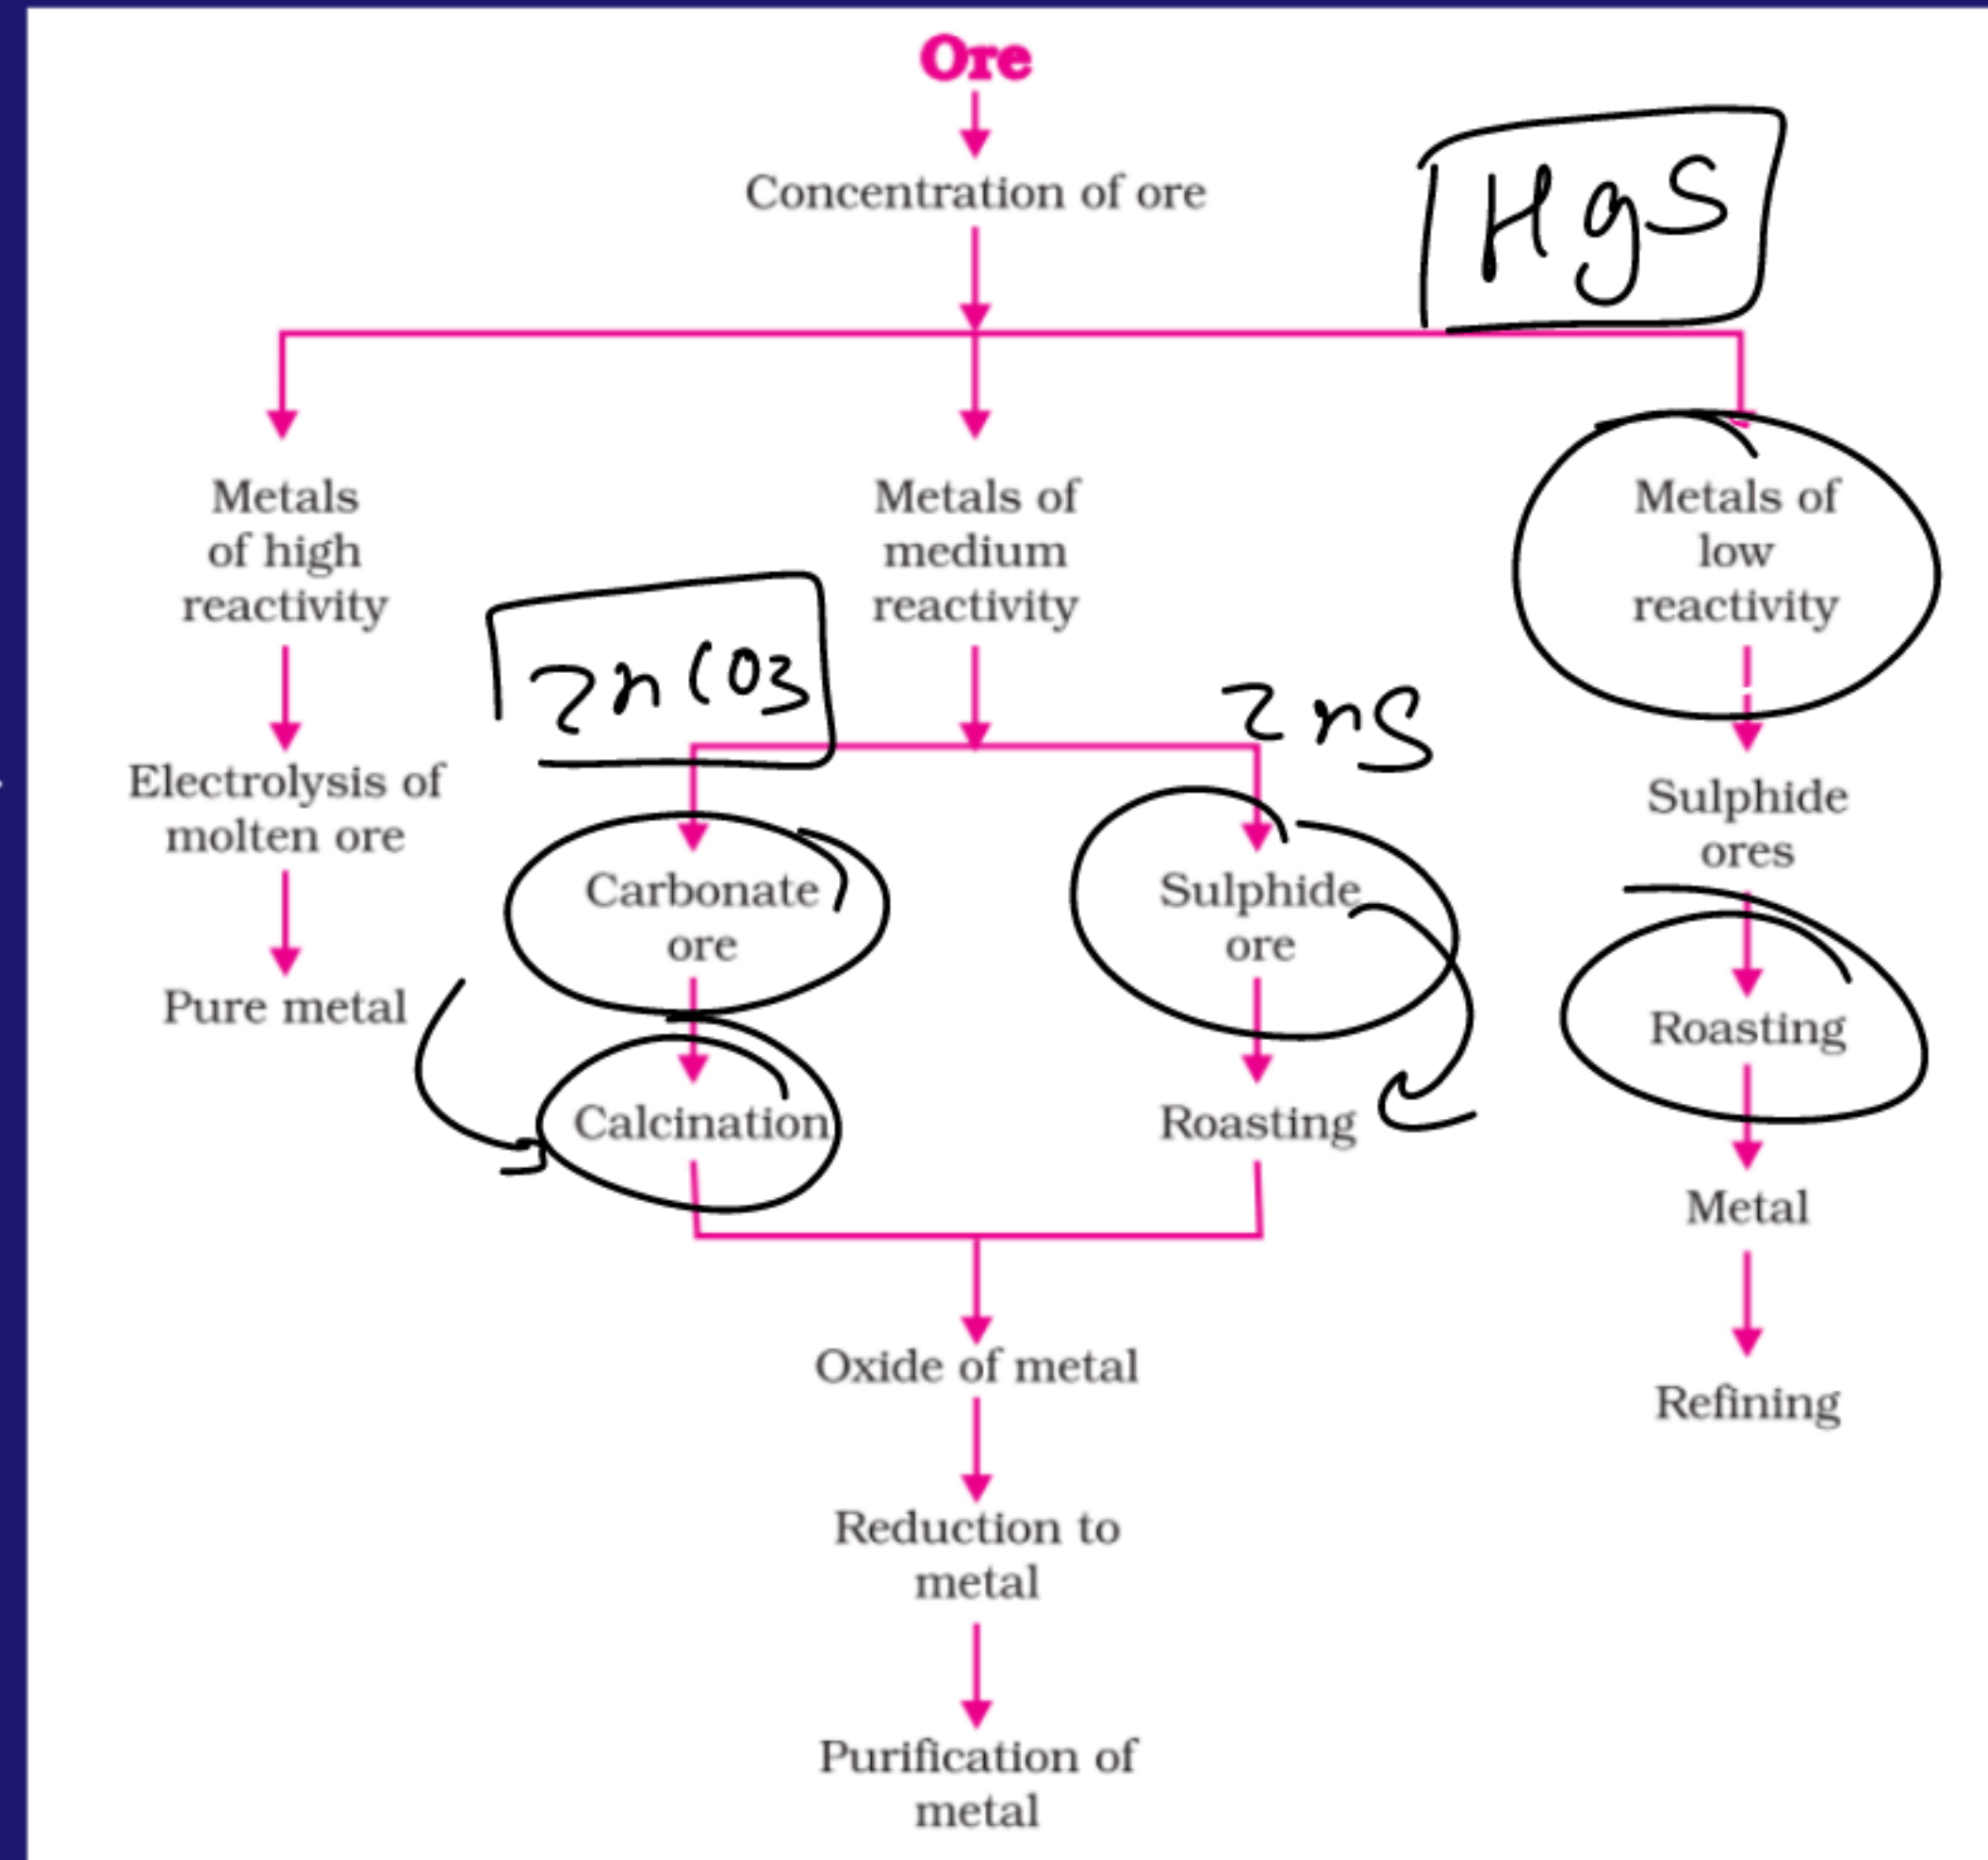 Ore
Concentration of ore
HgS
Metals
of high
reactivity
Metals of
medium
reactivity
Metals of
low
reactivity
ZnCO3
ZnS
Electrolysis of
molten ore
Sulphide
ores
Carbonate
ore
Sulphide
ore
Pure metal
Roasting
Calcination
Roasting
Metal
Oxide of metal
Refining
Reduction to
metal
Purification of
metal